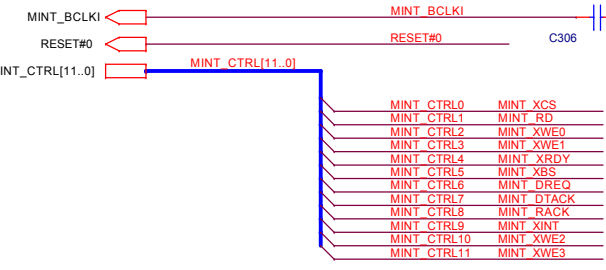 MINT_BCLKI MINT_BCLKI
RESET#0 RESET#0 C306
INT_CTRL[11..0] MINT_CTRL[11..0]
MINT_CTRL0 MINT_XCS
MINT_CTRL1 MINT_RD
MINT_CTRL2 MINT_XWE0
MINT_CTRL3 MINT_XWE1
MINT_CTRL4 MINT_XRDY
MINT_CTRL5 MINT_XBS
MINT_CTRL6 MINT_DREQ
MINT_CTRL7 MINT_DTACK
MINT_CTRL8 MINT_RACK
MINT_CTRL9 MINT_XINT
MINT_CTRL10 MINT_XWE2
MINT_CTRL11 MINT_XWE3